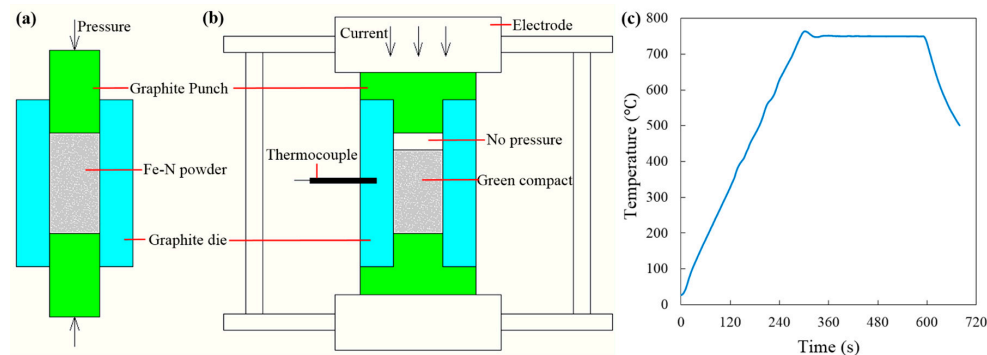 (a)
Pressure
Graphite Punch
Fe-N powder
Graphite die
(b)
Current
Electrode
No pressure
Thermocouple
Green compact
(c)
800
700
600
500
400
300
200
100
0
Temperature (°C)
0 120 240 360 480 600 720
Time (s)